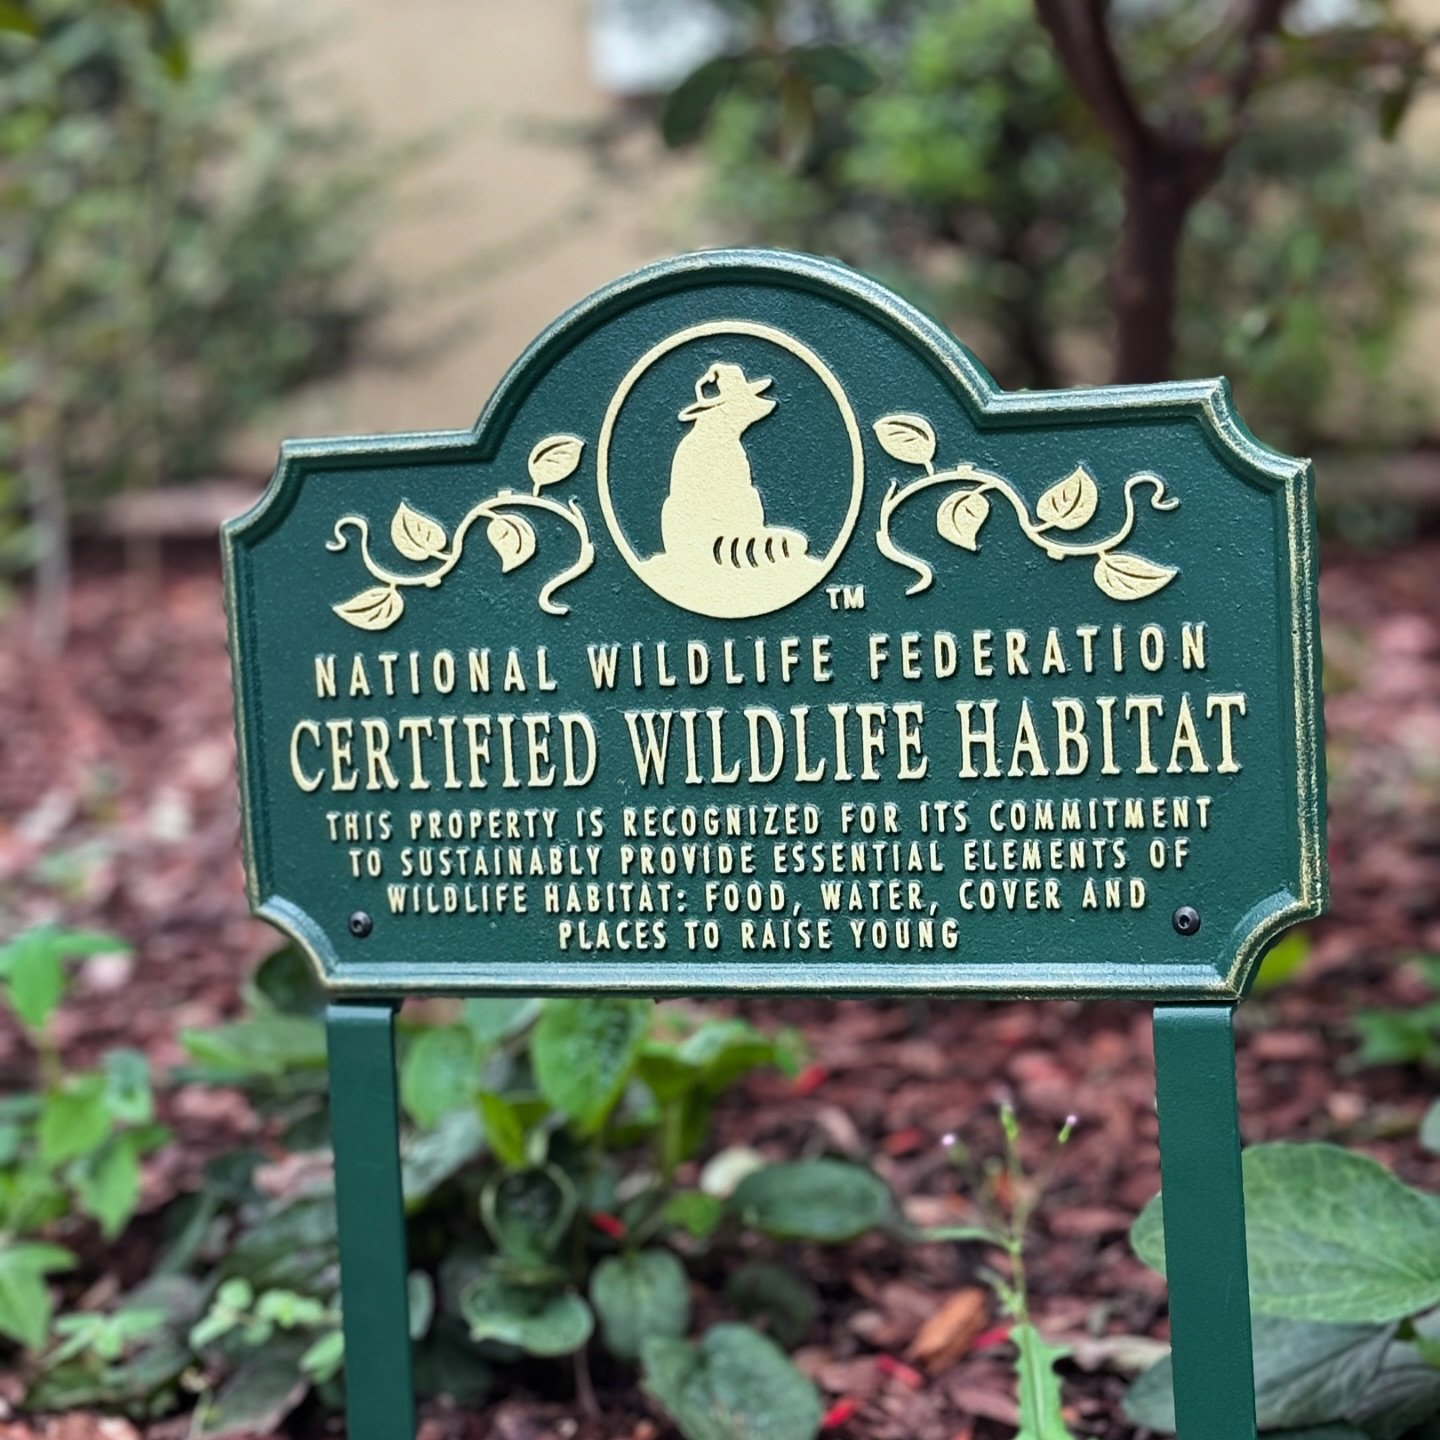 TM
NATIONAL WILDLIFE FEDERATION
CERTIFIED WILDLIFE HABITAT
THIS PROPERTY IS RECOGNIZED FOR ITS COMMITMENT
TO SUSTAINABLY PROVIDE ESSENTIAL ELEMENTS OF
WILDLIFE HABITAT: FOOD, WATER, COVER AND
PLACES TO RAISE YOUNG